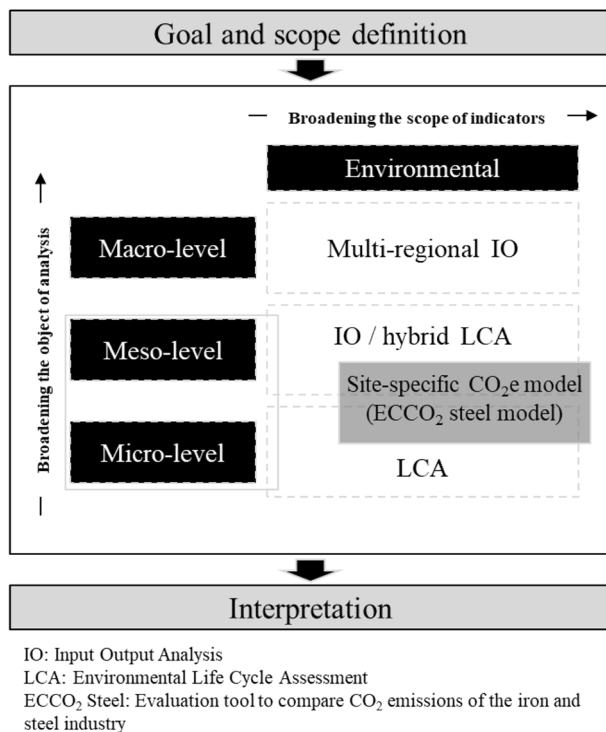 Goal and scope definition
Broadening the scope of indicators
Environmental
Broadening the object of analysis
Macro-level
Multi-regional IO
Meso-level
IO / hybrid LCA
Site-specific CO₂e model
(ECCO₂ steel model)
Micro-level
LCA
Interpretation
IO: Input Output Analysis
LCA: Environmental Life Cycle Assessment
ECCO₂ Steel: Evaluation tool to compare CO₂ emissions of the iron and
steel industry